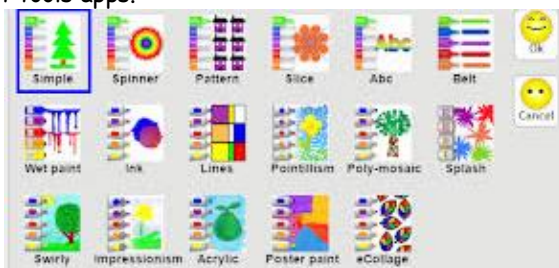 Tools apps.
Simple Spinner Pattern Slice Abc Belt Ok
Cancel
Wet paint Ink Lines Pointillism Poly-mosaic Splash
Swirly Impressionism Acrylic Poster paint eCollage